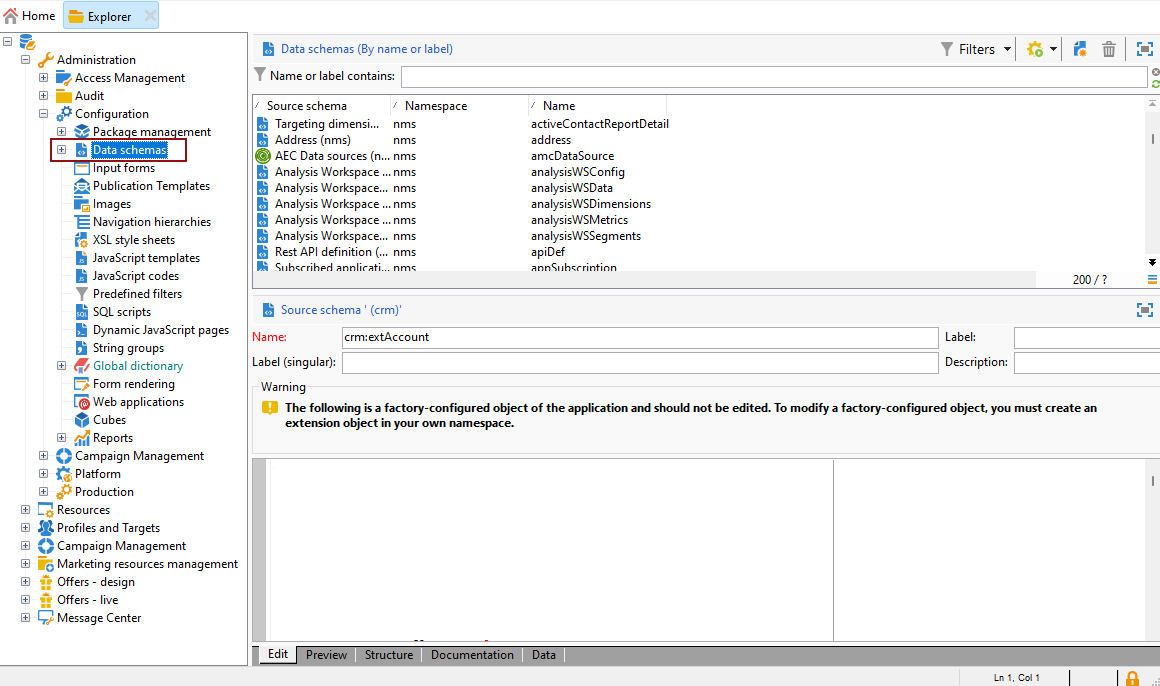 Home
Explorer
Administration
Access Management
Audit
Configuration
Package management
Data schemas
Input forms
Publication Templates
Images
Navigation hierarchies
XSL style sheets
JavaScript templates
JavaScript codes
Predefined filters
SQL scripts
Dynamic JavaScript pages
String groups
Global dictionary
Form rendering
Web applications
Cubes
Reports
Campaign Management
Platform
Production
Resources
Profiles and Targets
Campaign Management
Marketing resources management
Offers - design
Offers - live
Message Center
Data schemas (By name or label)
Filters
Name or label contains:
Source schema Namespace Name
Targeting dimensi... nms activeContactReportDetail
Address (nms) nms address
AEC Data sources (n... nms amcDataSource
Analysis Workspace ... nms analysisWSConfig
Analysis Workspace... nms analysisWSData
Analysis Workspace ... nms analysisWSDimensions
Analysis Workspace ... nms analysisWSMetrics
Analysis Workspace... nms analysisWSSegments
Rest API definition (... nms apiDef
Subscribed applicati... nms appSubscription
200 / ?
Source schema ' (crm)'
Name: crm:extAccount Label:
Label (singular): Description:
Warning
The following is a factory-configured object of the application and should not be edited. To modify a factory-configured object, you must create an
extension object in your own namespace.
Edit Preview Structure Documentation Data
Ln 1, Col 1